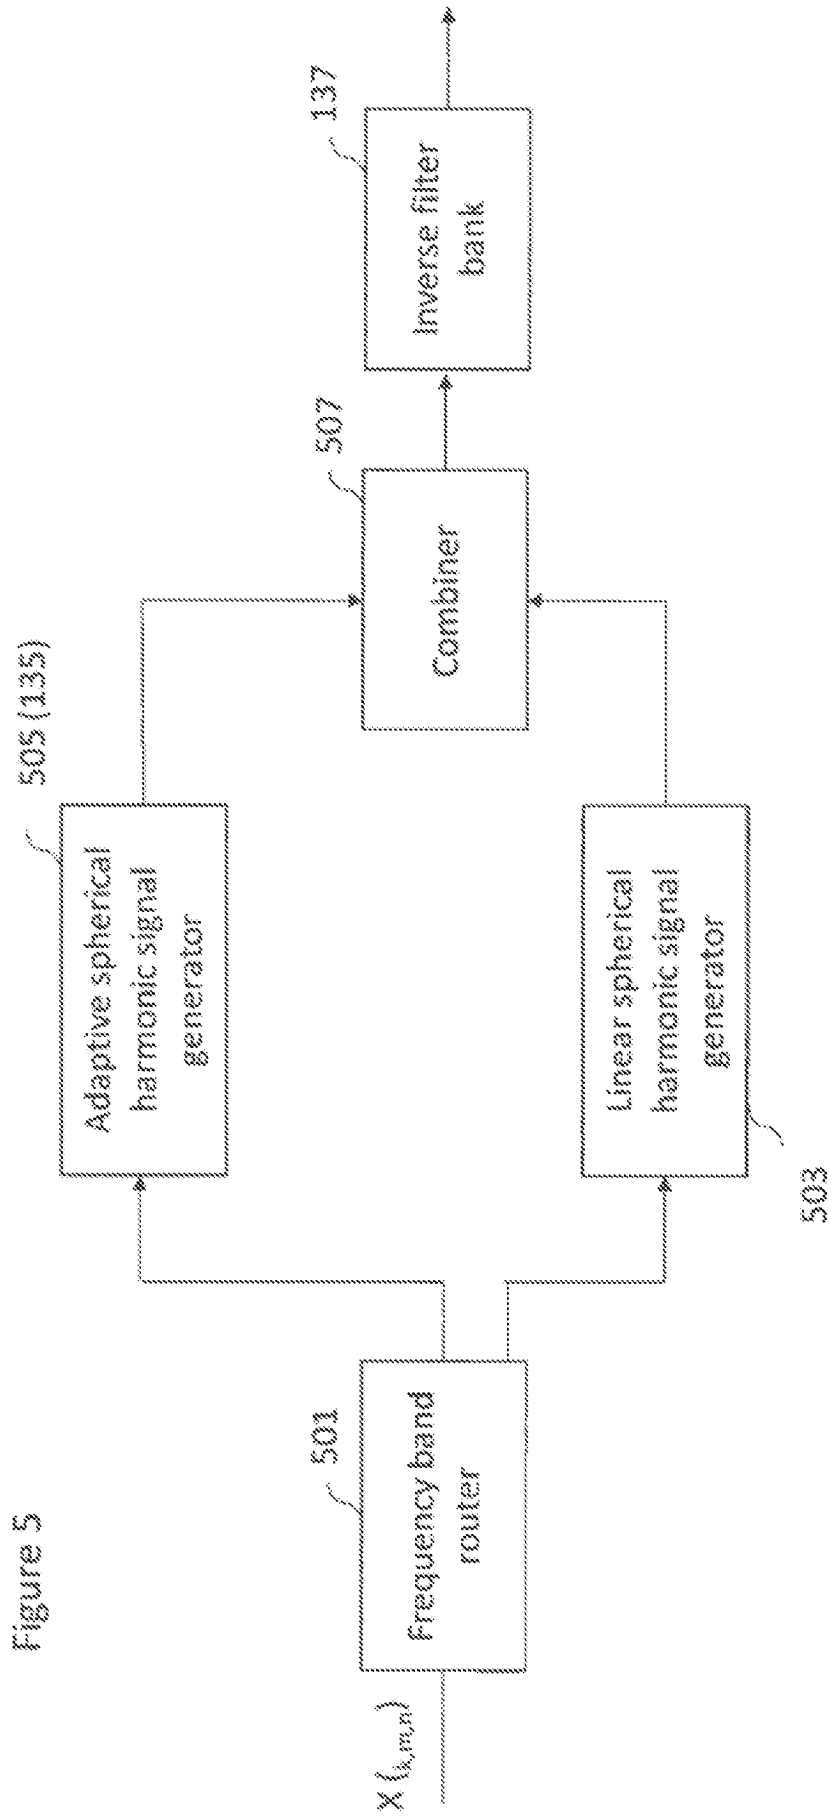 Figure 5
X (k,m,n)
501
Frequency band
router
505 (135)
Adaptive spherical
harmonic signal
generator
503
Linear spherical
harmonic signal
generator
507
Combiner
137
Inverse filter
bank